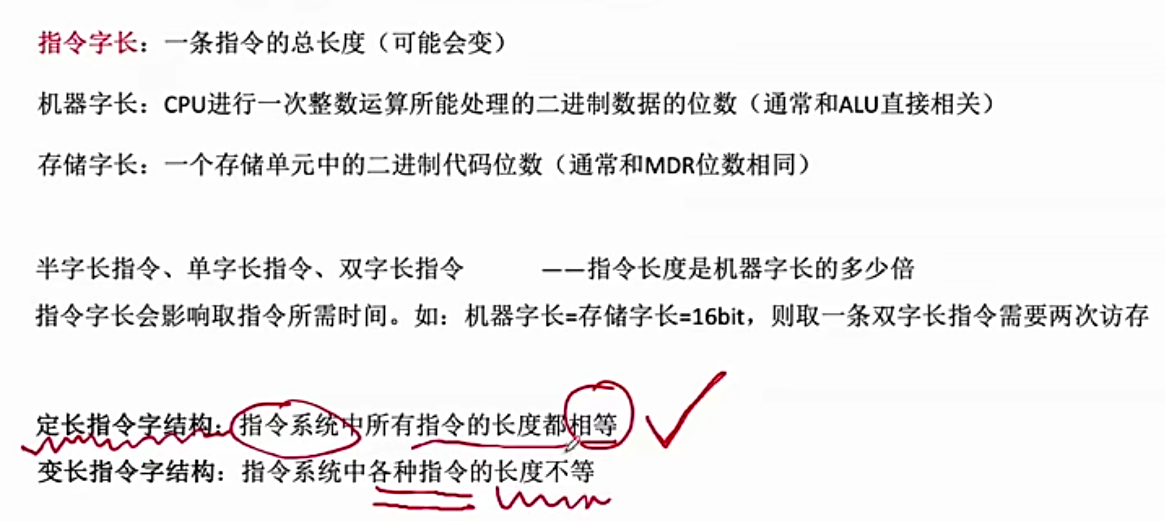 指令字长：一条指令的总长度（可能会变）
机器字长：CPU进行一次整数运算所能处理的二进制数据的位数（通常和ALU直接相关）
存储字长：一个存储单元中的二进制代码位数（通常和MDR位数相同）
半字长指令、单字长指令、双字长指令 ——指令长度是机器字长的多少倍
指令字长会影响取指令所需时间。如：机器字长=存储字长=16bit，则取一条双字长指令需要两次访存
定长指令字结构：指令系统中所有指令的长度都相等
变长指令字结构：指令系统中各种指令的长度不等